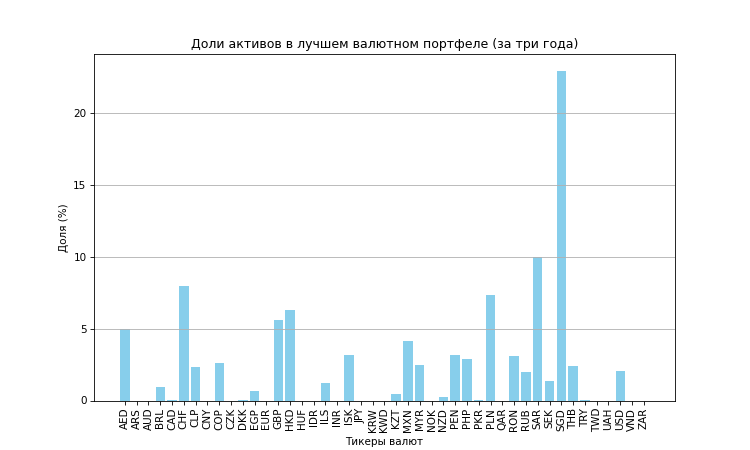 Доли активов в лучшем валютном портфеле (за три года)
Доля (%)
20
15
10
5
0
AED ARS AUD BRL CAD CHF CLP CNY COP CZK DKK EGP EUR GBP HKD HUF IDR ILS INR ISK JPY KRW KWD KZT MXN MYR NOK NZD PEN PHP PKR PLN QAR RON RUB SAR SEK SGD THB TRY TWD UAH USD VND ZAR
Тикеры валют